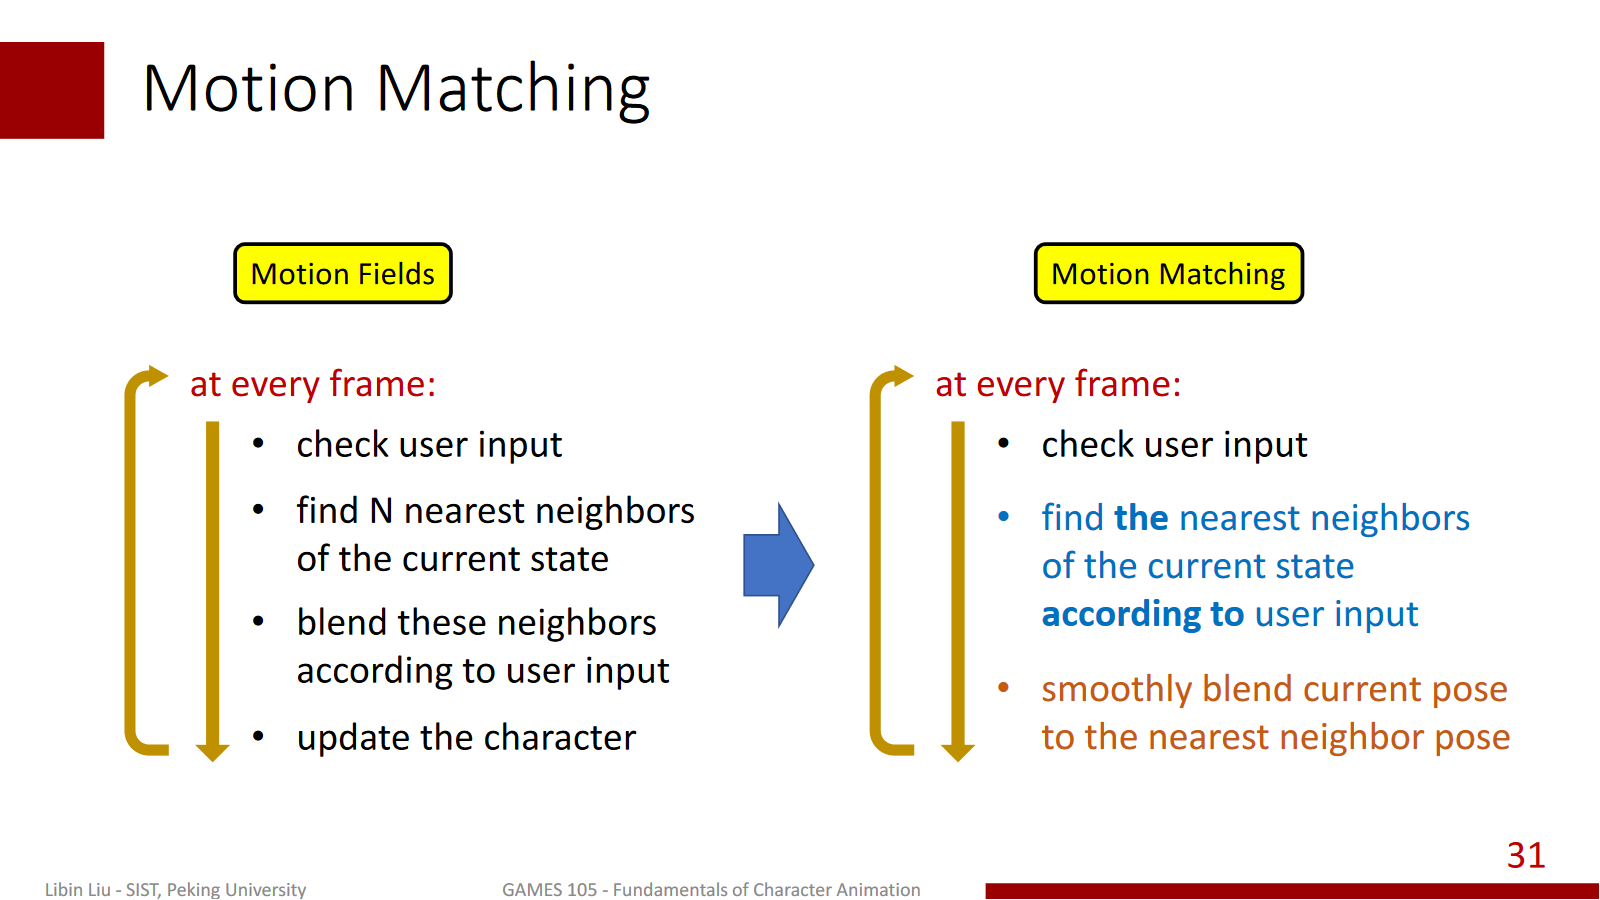 Motion Matching
Motion Fields
at every frame:
• check user input
• find N nearest neighbors
of the current state
• blend these neighbors
according to user input
• update the character
Motion Matching
at every frame:
• check user input
• find the nearest neighbors
of the current state
according to user input
• smoothly blend current pose
to the nearest neighbor pose
31
Libin Liu - SIST, Peking University
GAMES 105 - Fundamentals of Character Animation